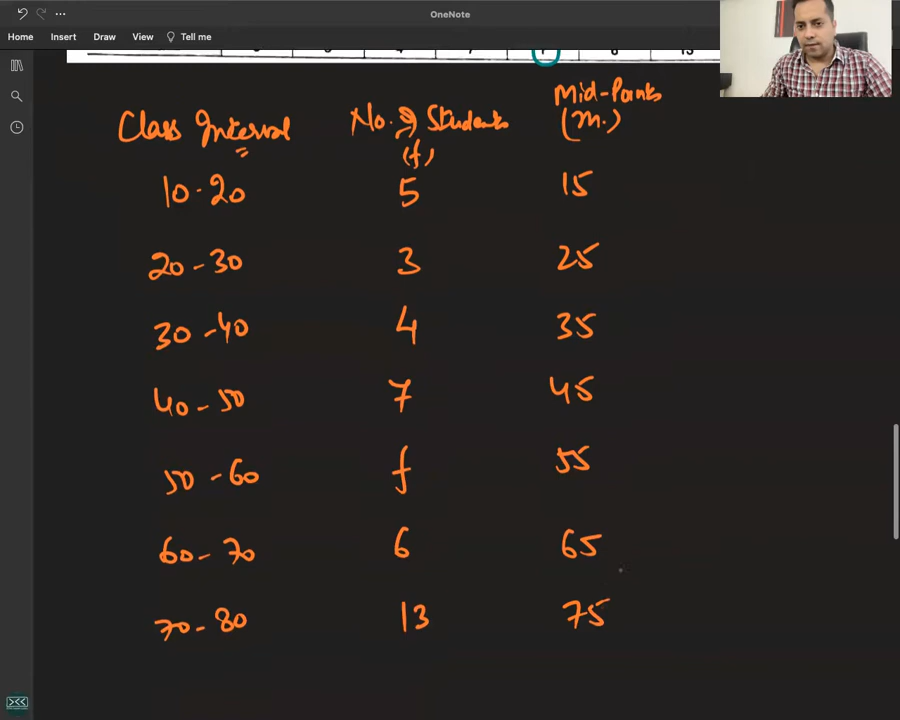 OneNote
Home Insert Draw View Tell me
Class Interval No. of Students Mid-Points
(f) (m.)
10-20 5 15
20-30 3 25
30-40 4 35
40-50 7 45
50-60 f 55
60-70 6 65
70-80 13 75